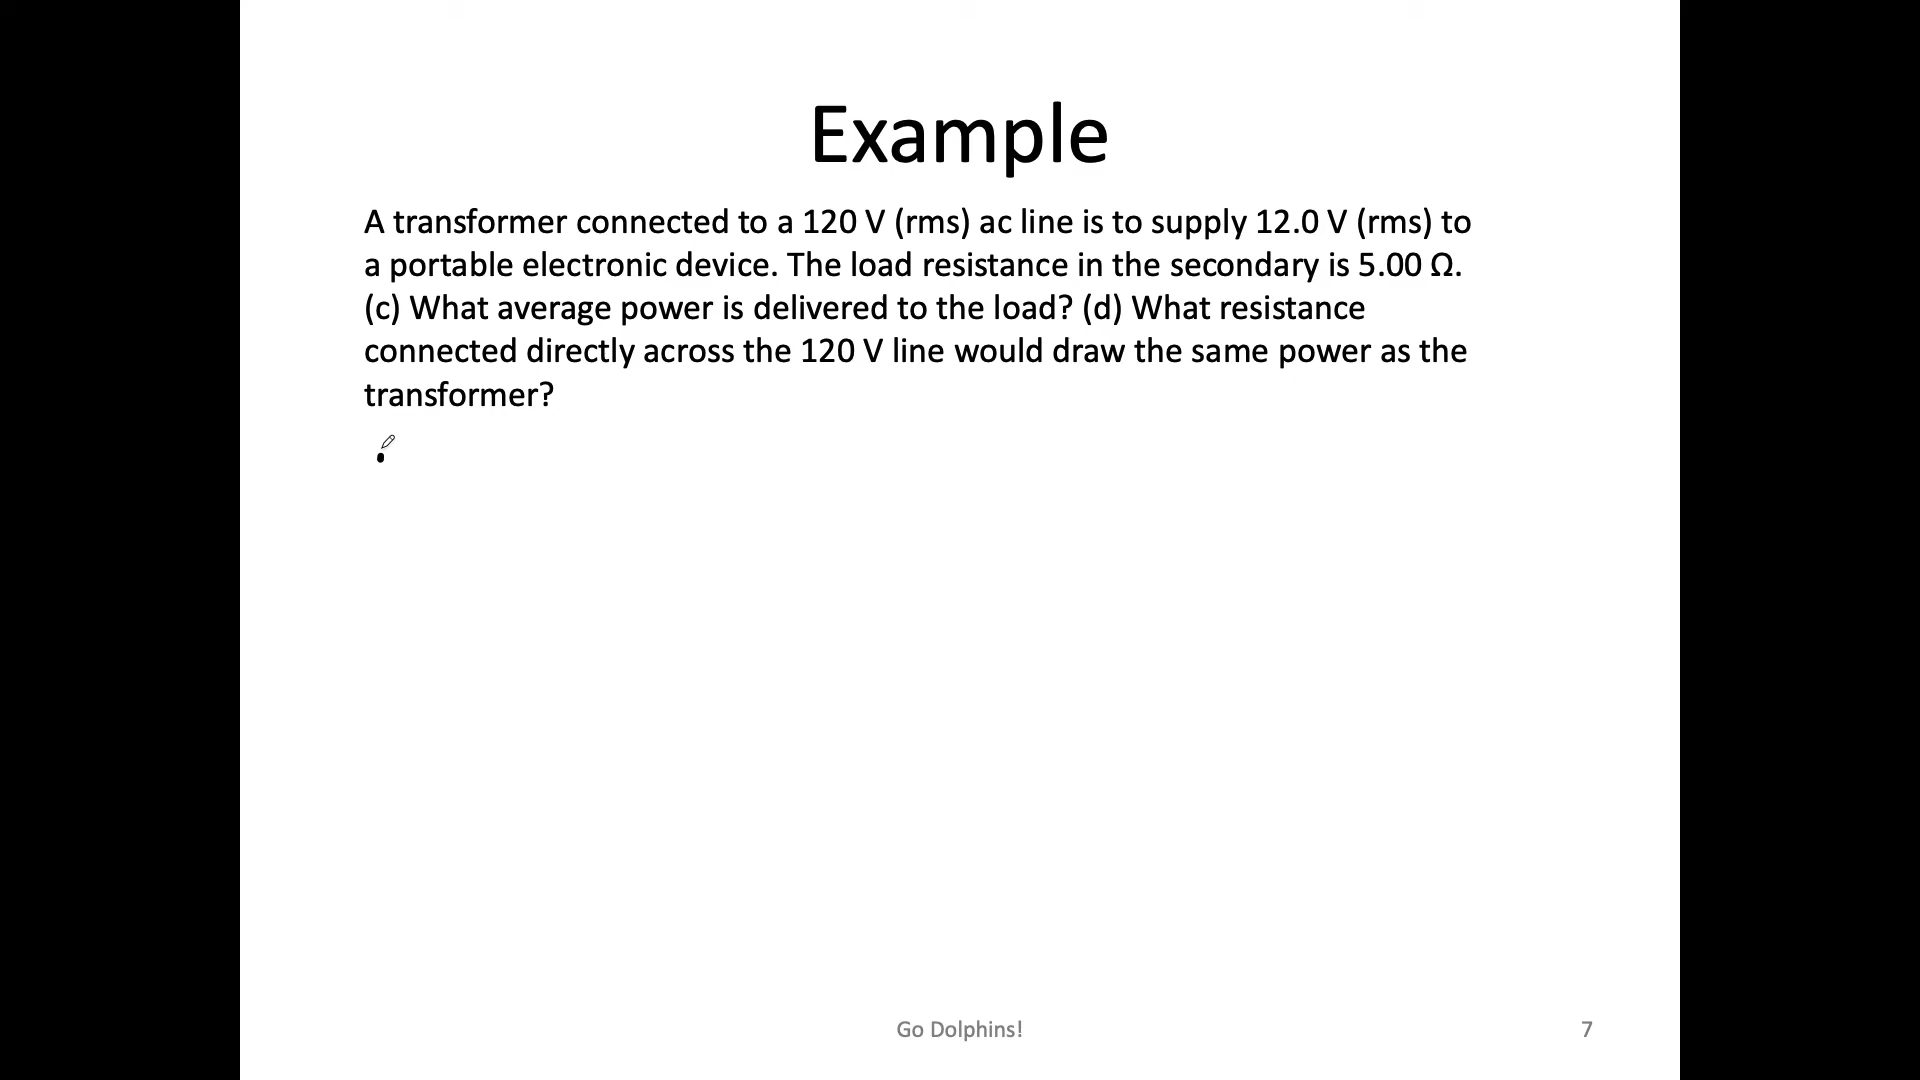 Example
A transformer connected to a 120 V (rms) ac line is to supply 12.0 V (rms) to
a portable electronic device. The load resistance in the secondary is 5.00 Ω.
(c) What average power is delivered to the load? (d) What resistance
connected directly across the 120 V line would draw the same power as the
transformer?
Go Dolphins!
7